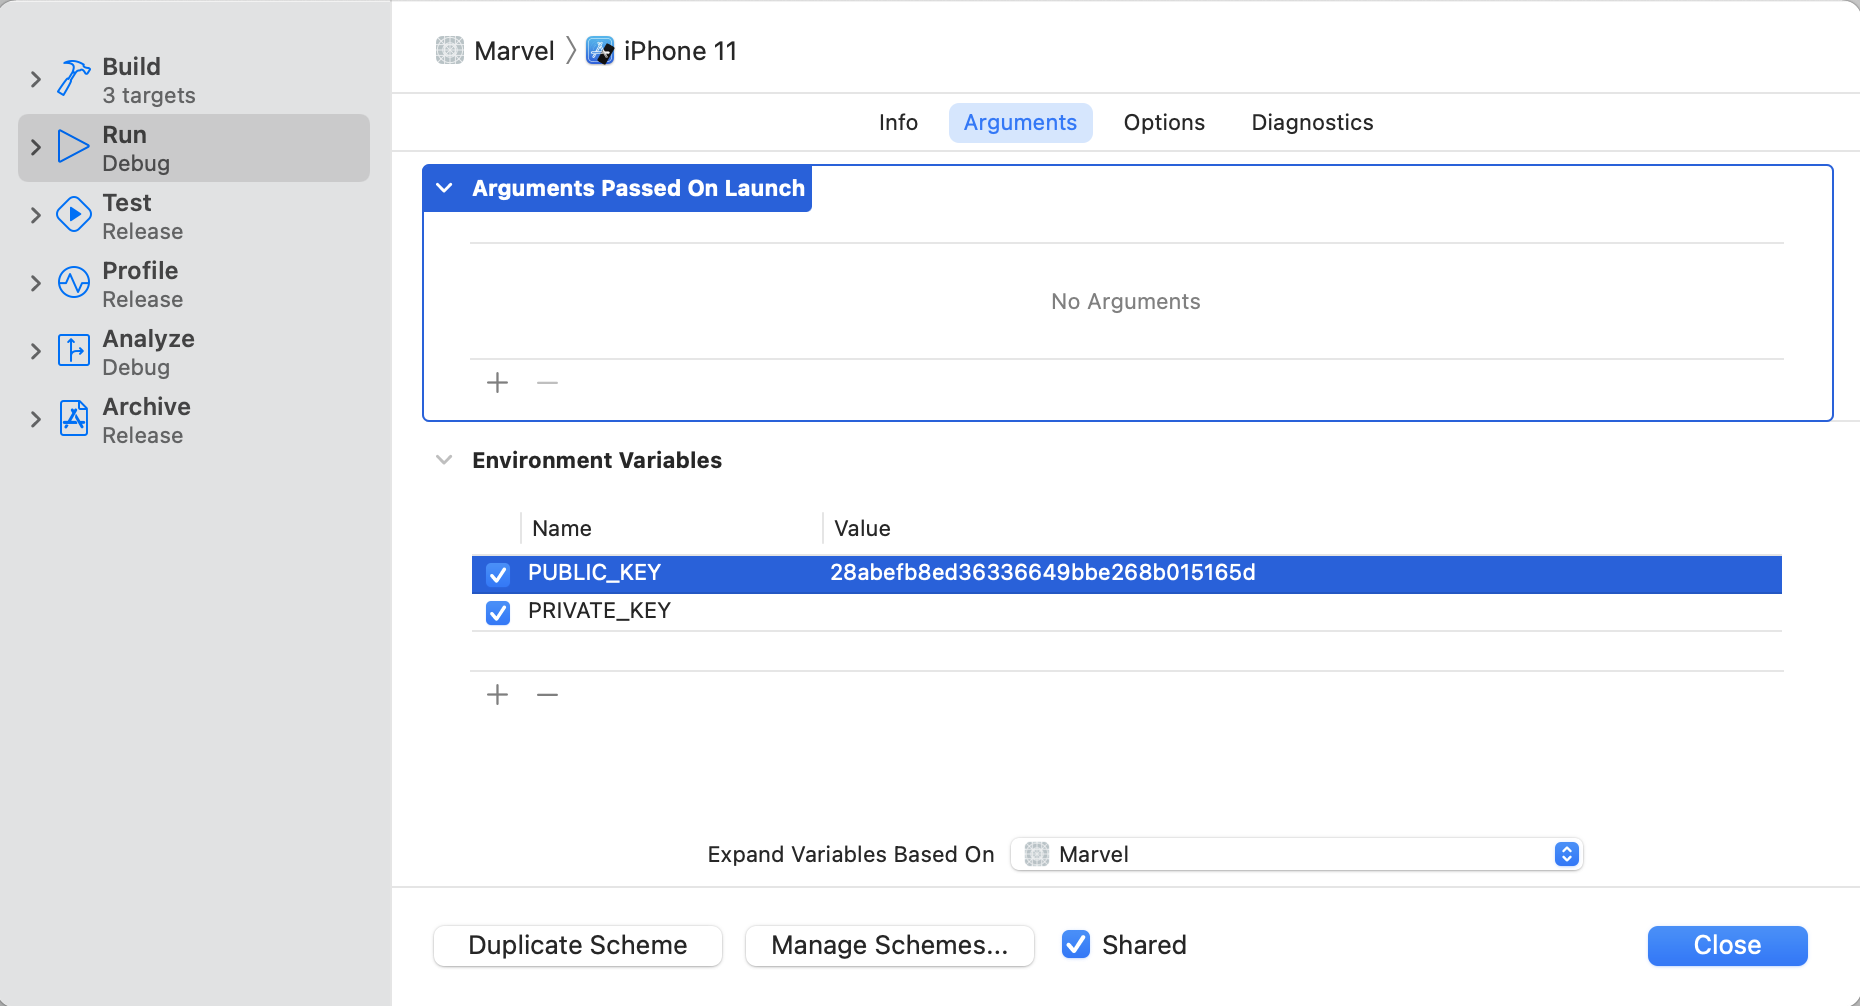 Build
3 targets
Run
Debug
Test
Release
Profile
Release
Analyze
Debug
Archive
Release
Marvel
iPhone 11
Info
Arguments
Options
Diagnostics
Arguments Passed On Launch
No Arguments
Environment Variables
Name Value
PUBLIC_KEY 28abefb8ed36336649bbe268b015165d
PRIVATE_KEY
Expand Variables Based On Marvel
Duplicate Scheme
Manage Schemes...
Shared
Close